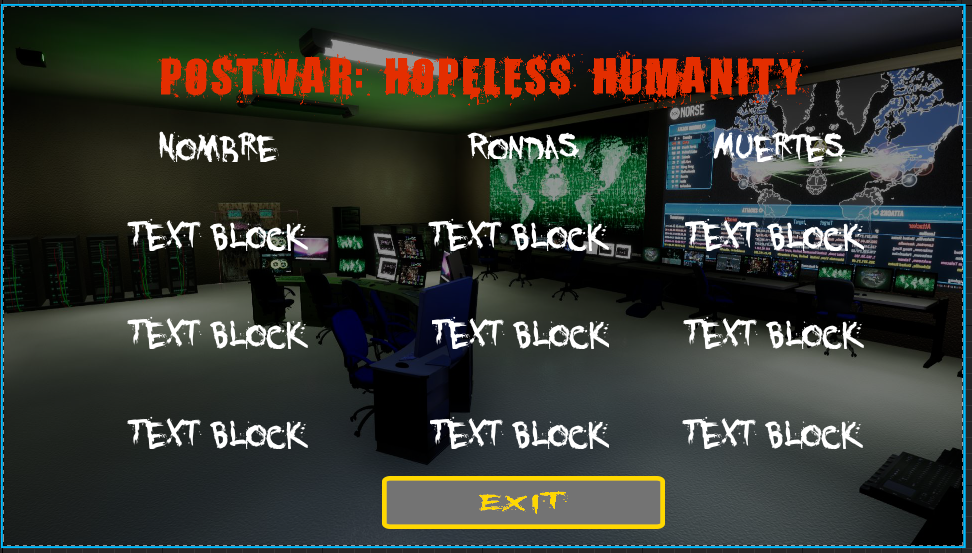 POSTWAR: HOPELESS HUMANITY
NOMBRE RONDAS MUERTES
NORSE
TEXT BLOCK TEXT BLOCK TEXT BLOCK
TEXT BLOCK TEXT BLOCK TEXT BLOCK
TEXT BLOCK TEXT BLOCK TEXT BLOCK
EXIT